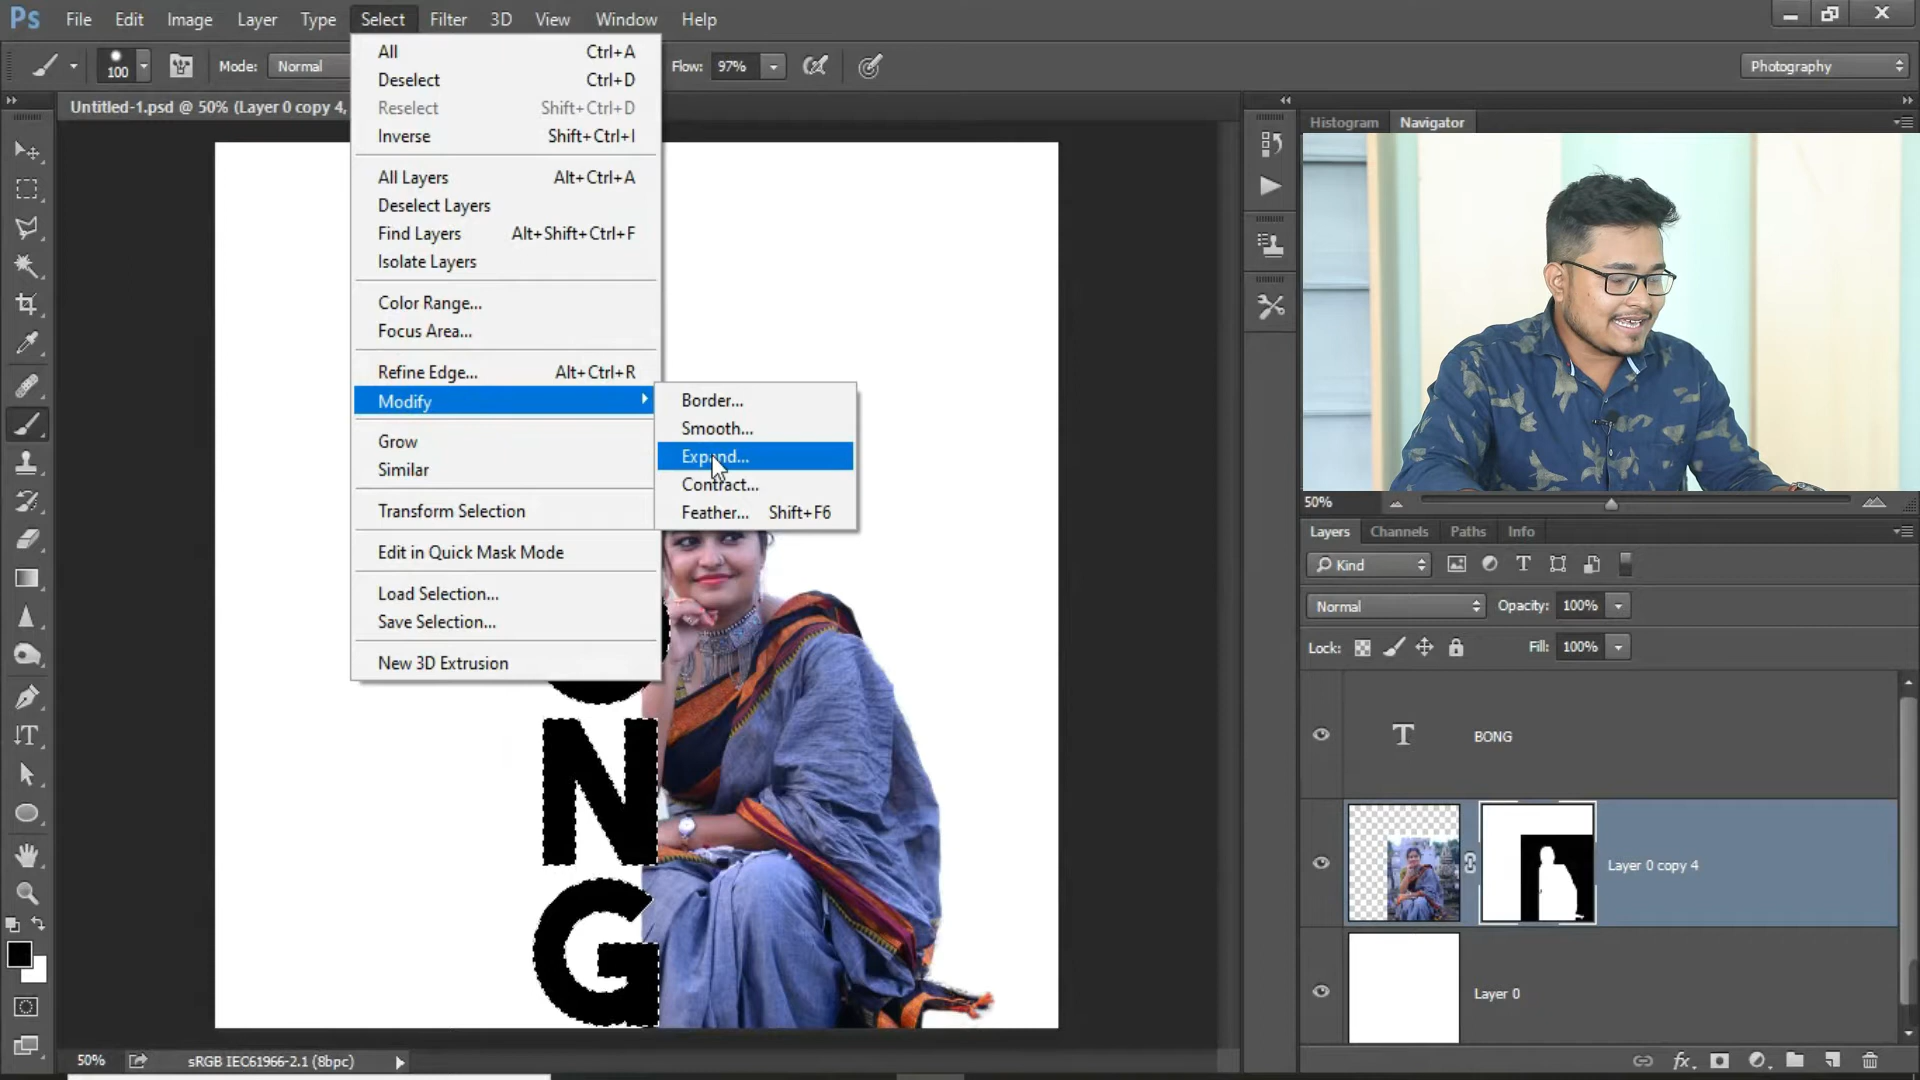 Ps File Edit Image Layer Type Select Filter 3D View Window Help
100 Mode: Normal Flow: 97% Photography
Untitled-1.psd @ 50% (Layer 0 copy 4,
All Ctrl+A
Deselect Ctrl+D
Reselect Shift+Ctrl+D
Inverse Shift+Ctrl+I
All Layers Alt+Ctrl+A
Deselect Layers
Find Layers Alt+Shift+Ctrl+F
Isolate Layers
Color Range...
Focus Area...
Refine Edge... Alt+Ctrl+R
Modify
Grow
Similar
Transform Selection
Edit in Quick Mask Mode
Load Selection...
Save Selection...
New 3D Extrusion
Border...
Smooth...
Expand...
Contract...
Feather... Shift+F6
N
G
Histogram Navigator
50%
Layers Channels Paths Info
Kind
Normal Opacity: 100%
Lock: Fill: 100%
T BONG
Layer 0 copy 4
Layer 0
fx
50% sRGB IEC61966-2.1 (8bpc)